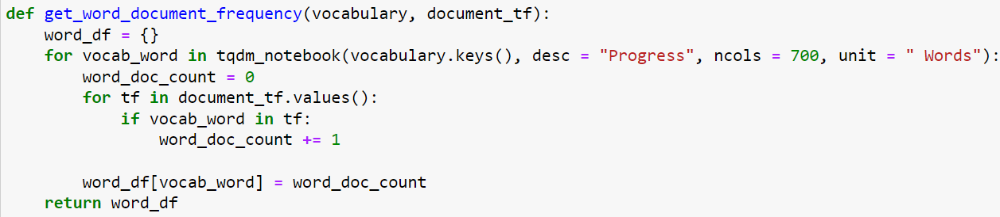 def get_word_document_frequency(vocabulary, document_tf):
    word_df = {}
    for vocab_word in tqdm_notebook(vocabulary.keys(), desc = "Progress", ncols = 700, unit = " Words"):
        word_doc_count = 0
        for tf in document_tf.values():
            if vocab_word in tf:
                word_doc_count += 1

        word_df[vocab_word] = word_doc_count
    return word_df